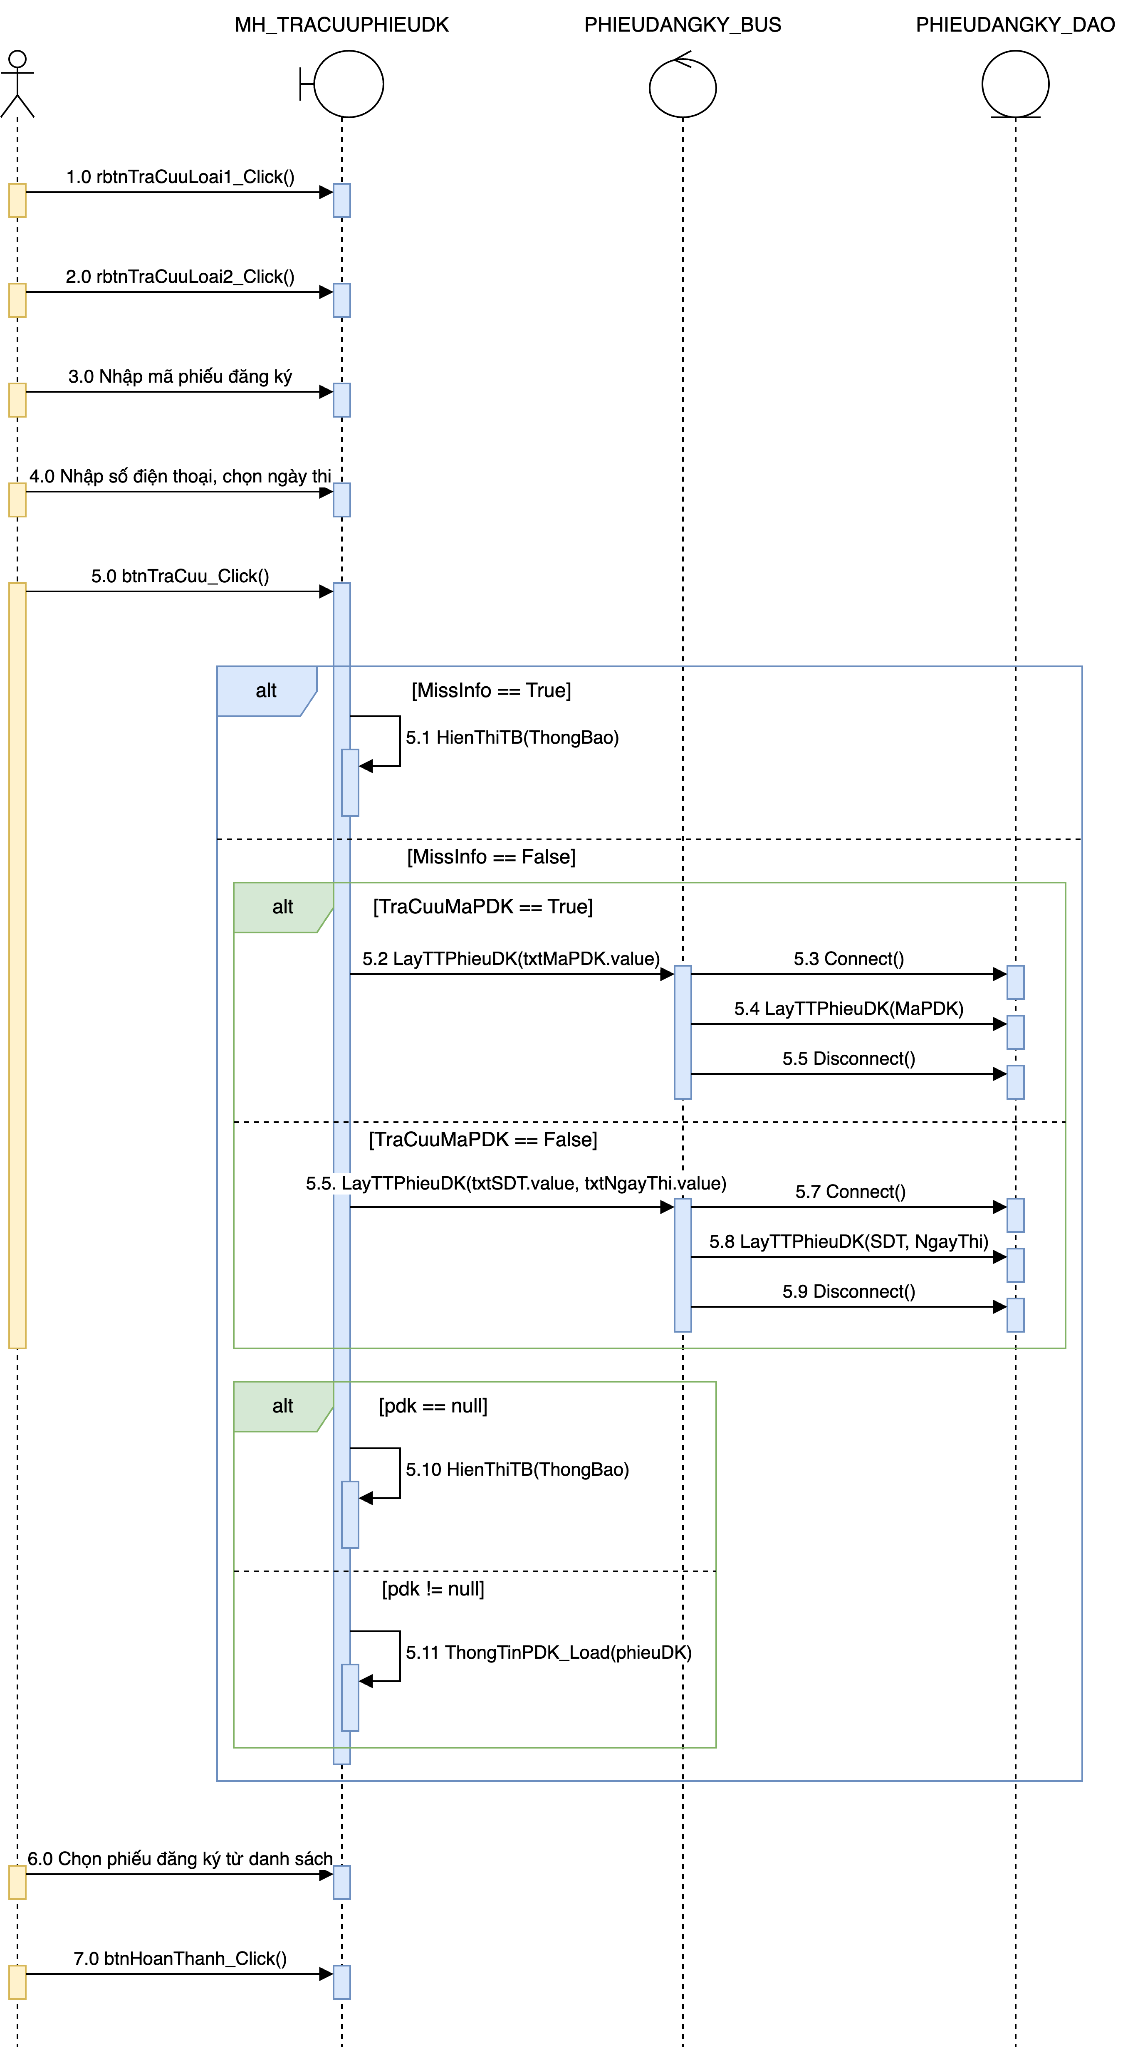 MH_TRACUUPHIEUDK
PHIEUDANGKY_BUS
PHIEUDANGKY_DAO
1.0 rbtnTraCuuLoai1_Click()
2.0 rbtnTraCuuLoai2_Click()
3.0 Nhập mã phiếu đăng ký
4.0 Nhập số điện thoại, chọn ngày thi
5.0 btnTraCuu_Click()
alt
[MissInfo == True]
5.1 HienThiTB(ThongBao)
[MissInfo == False]
alt
[TraCuuMaPDK == True]
5.2 LayTTPhieuDK(txtMaPDK.value)
5.3 Connect()
5.4 LayTTPhieuDK(MaPDK)
5.5 Disconnect()
[TraCuuMaPDK == False]
5.5. LayTTPhieuDK(txtSDT.value, txtNgayThi.value)
5.7 Connect()
5.8 LayTTPhieuDK(SDT, NgayThi)
5.9 Disconnect()
alt
[pdk == null]
5.10 HienThiTB(ThongBao)
[pdk != null]
5.11 ThongTinPDK_Load(phieuDK)
6.0 Chọn phiếu đăng ký từ danh sách
7.0 btnHoanThanh_Click()